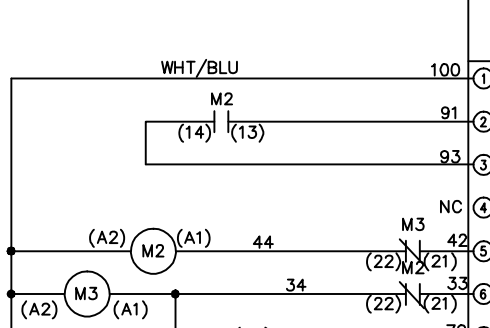 WHT/BLU 100 1
M2 91 2
(14) (13)
93 3
NC 4
M3
(A2) M2 (A1) 44 42 5
(22) (21)
M2
M3 34 33 6
(A2) (A1) (22) (21)